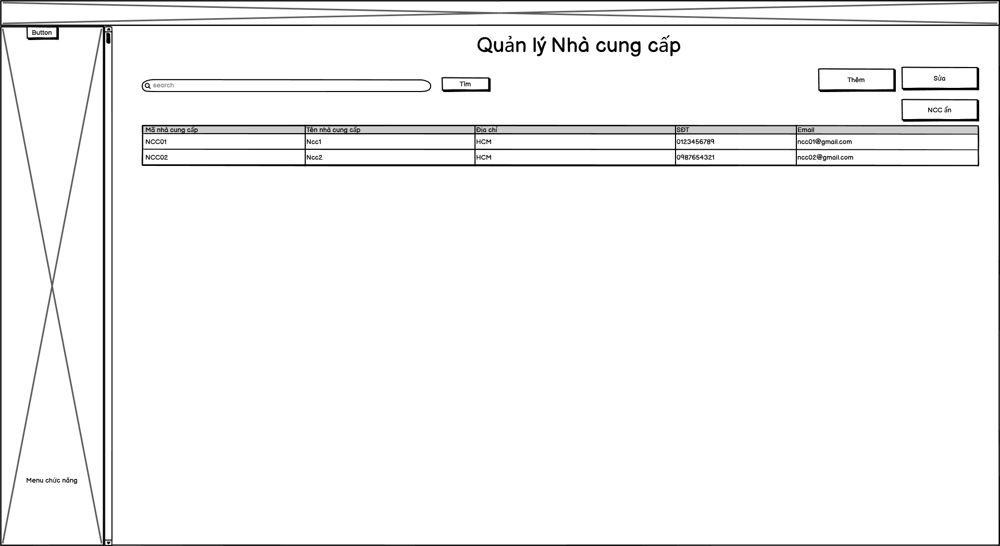 Button
Quản lý Nhà cung cấp
search
Tìm
Thêm
Sửa
NCC ẩn
Mã nhà cung cấp Tên nhà cung cấp Địa chỉ SĐT Email
NCC01 Ncc1 HCM 0123456789 ncc01@gmail.com
NCC02 Ncc2 HCM 0987654321 ncc02@gmail.com
Menu chức năng